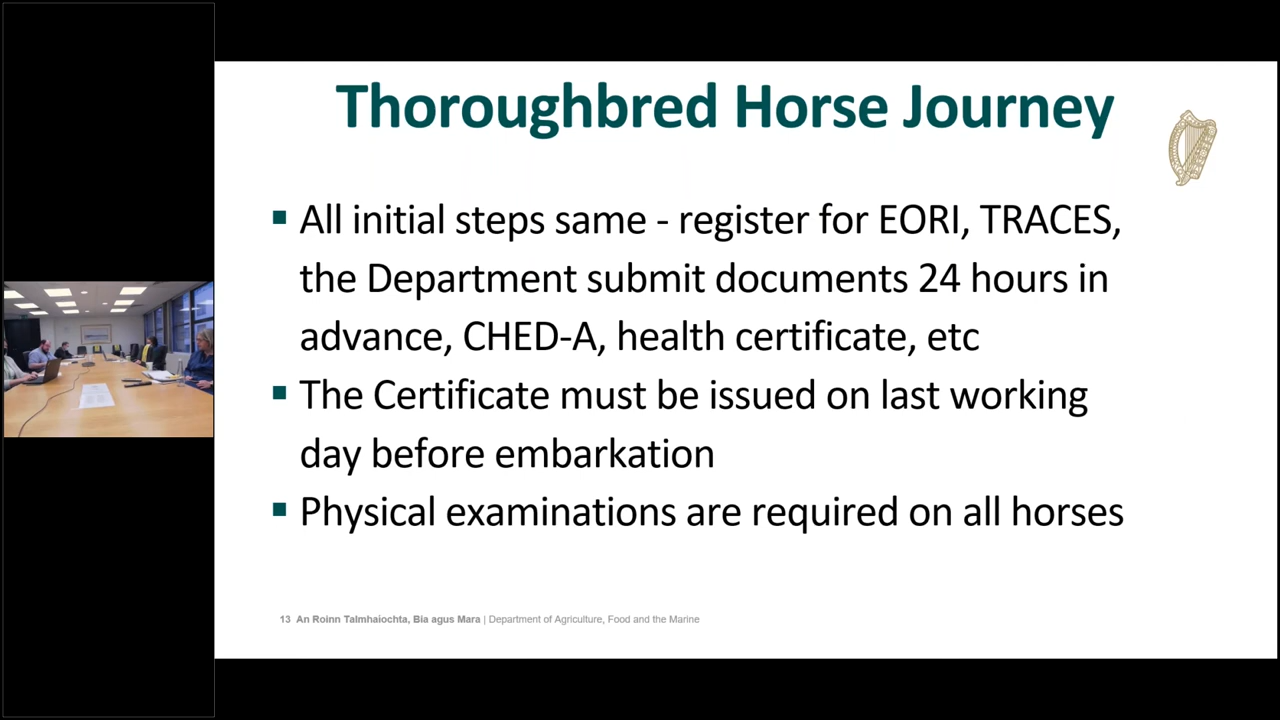 Thoroughbred Horse Journey
▪ All initial steps same - register for EORI, TRACES,
the Department submit documents 24 hours in
advance, CHED-A, health certificate, etc
▪ The Certificate must be issued on last working
day before embarkation
▪ Physical examinations are required on all horses
13 An Roinn Talmhaíochta, Bia agus Mara | Department of Agriculture, Food and the Marine